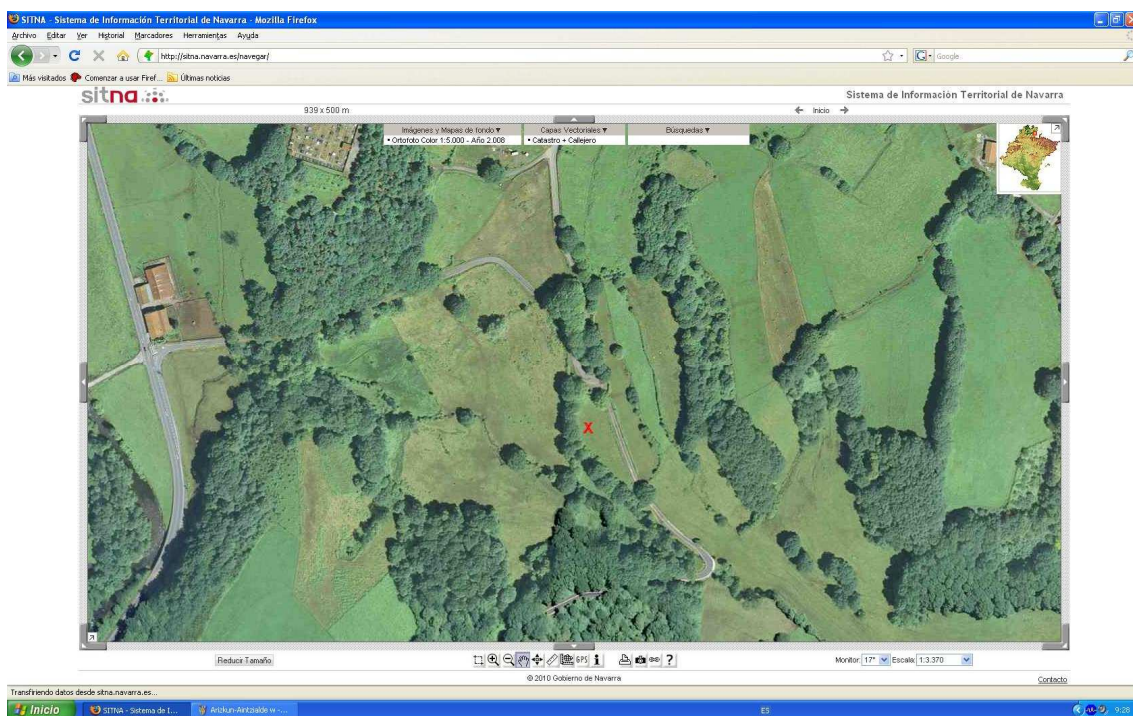 SITNA - Sistema de Información Territorial de Navarra - Mozilla Firefox
Archivo Editar Ver Historial Marcadores Herramientas Ayuda
http://sitna.navarra.es/navegar/
Google
Más visitados Comenzar a usar Firef... Últimas noticias
sitna
Sistema de Información Territorial de Navarra
939 x 500 m
Inicio
Imágenes y Mapas de fondo ▼ Capas Vectoriales ▼ Búsquedas ▼
• Ortofoto Color 1:5.000 - Año 2.008 • Catastro + Callejero
X
Reducir Tamaño
GPS
i
?
Monitor: 17" Escala: 1:3.370
© 2010 Gobierno de Navarra
Contacto
Transfiriendo datos desde sitna.navarra.es...
Inicio SITNA - Sistema de I... Arizkun-Aintzialde w -... ES 9:28